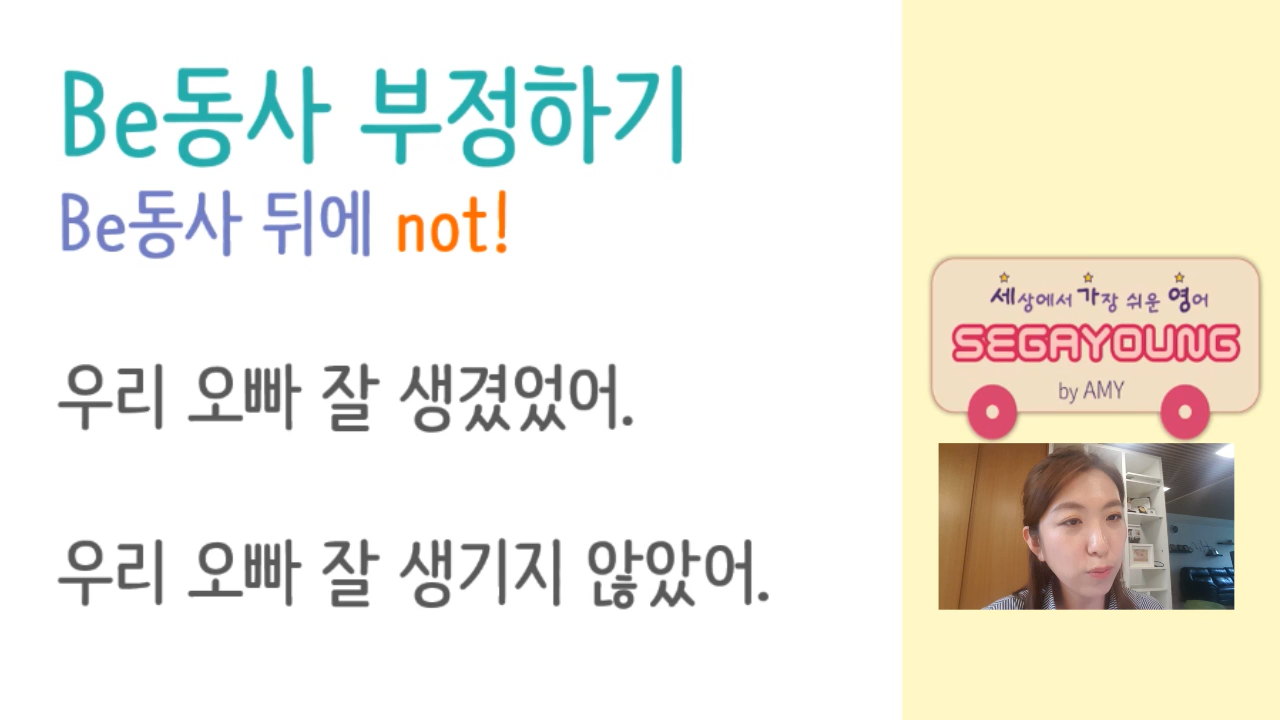 Be동사 부정하기
Be동사 뒤에 not!
우리 오빠 잘 생겼었어.
우리 오빠 잘 생기지 않았어.
세상에서 가장 쉬운 영어
SEGAYOUNG
by AMY